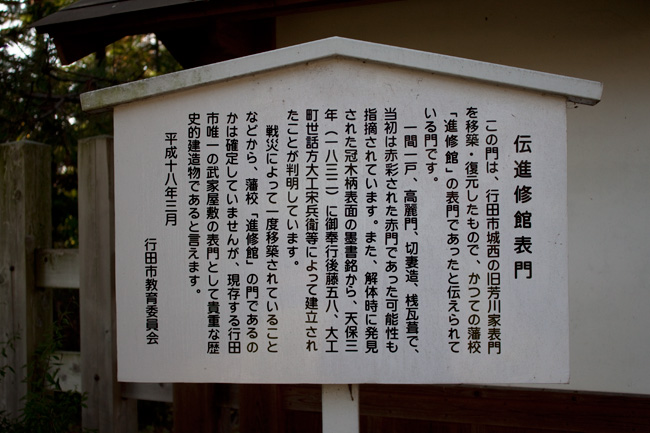 伝進修館表門
この門は、行田市城西の旧芳川家表門
を移築・復元したもので、かつての藩校
「進修館」の表門であったと伝えられて
いる門です。
一間一戸、高麗門、切妻造、桟瓦葺で、
当初は赤彩された赤門であった可能性も
指摘されています。また、解体時に発見
された冠木柄表面の墨書銘から、天保三
年（一八三二）に御奉行後藤五八、大工
町世話方大工宋兵衛等によって建立され
たことが判明しています。
戦災によって一度移築されていること
などから、藩校「進修館」の門であるの
かは確定していませんが、現存する行田
市唯一の武家屋敷の表門として貴重な歴
史的建造物であると言えます。
平成十八年三月
行田市教育委員会